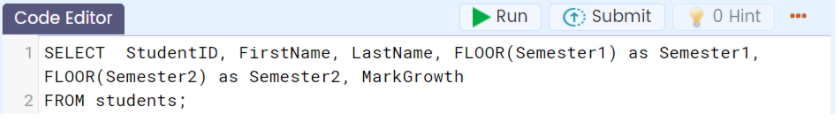 Code Editor
Run
Submit
0 Hint
1 SELECT  StudentID, FirstName, LastName, FLOOR(Semester1) as Semester1,
FLOOR(Semester2) as Semester2, MarkGrowth
2 FROM students;